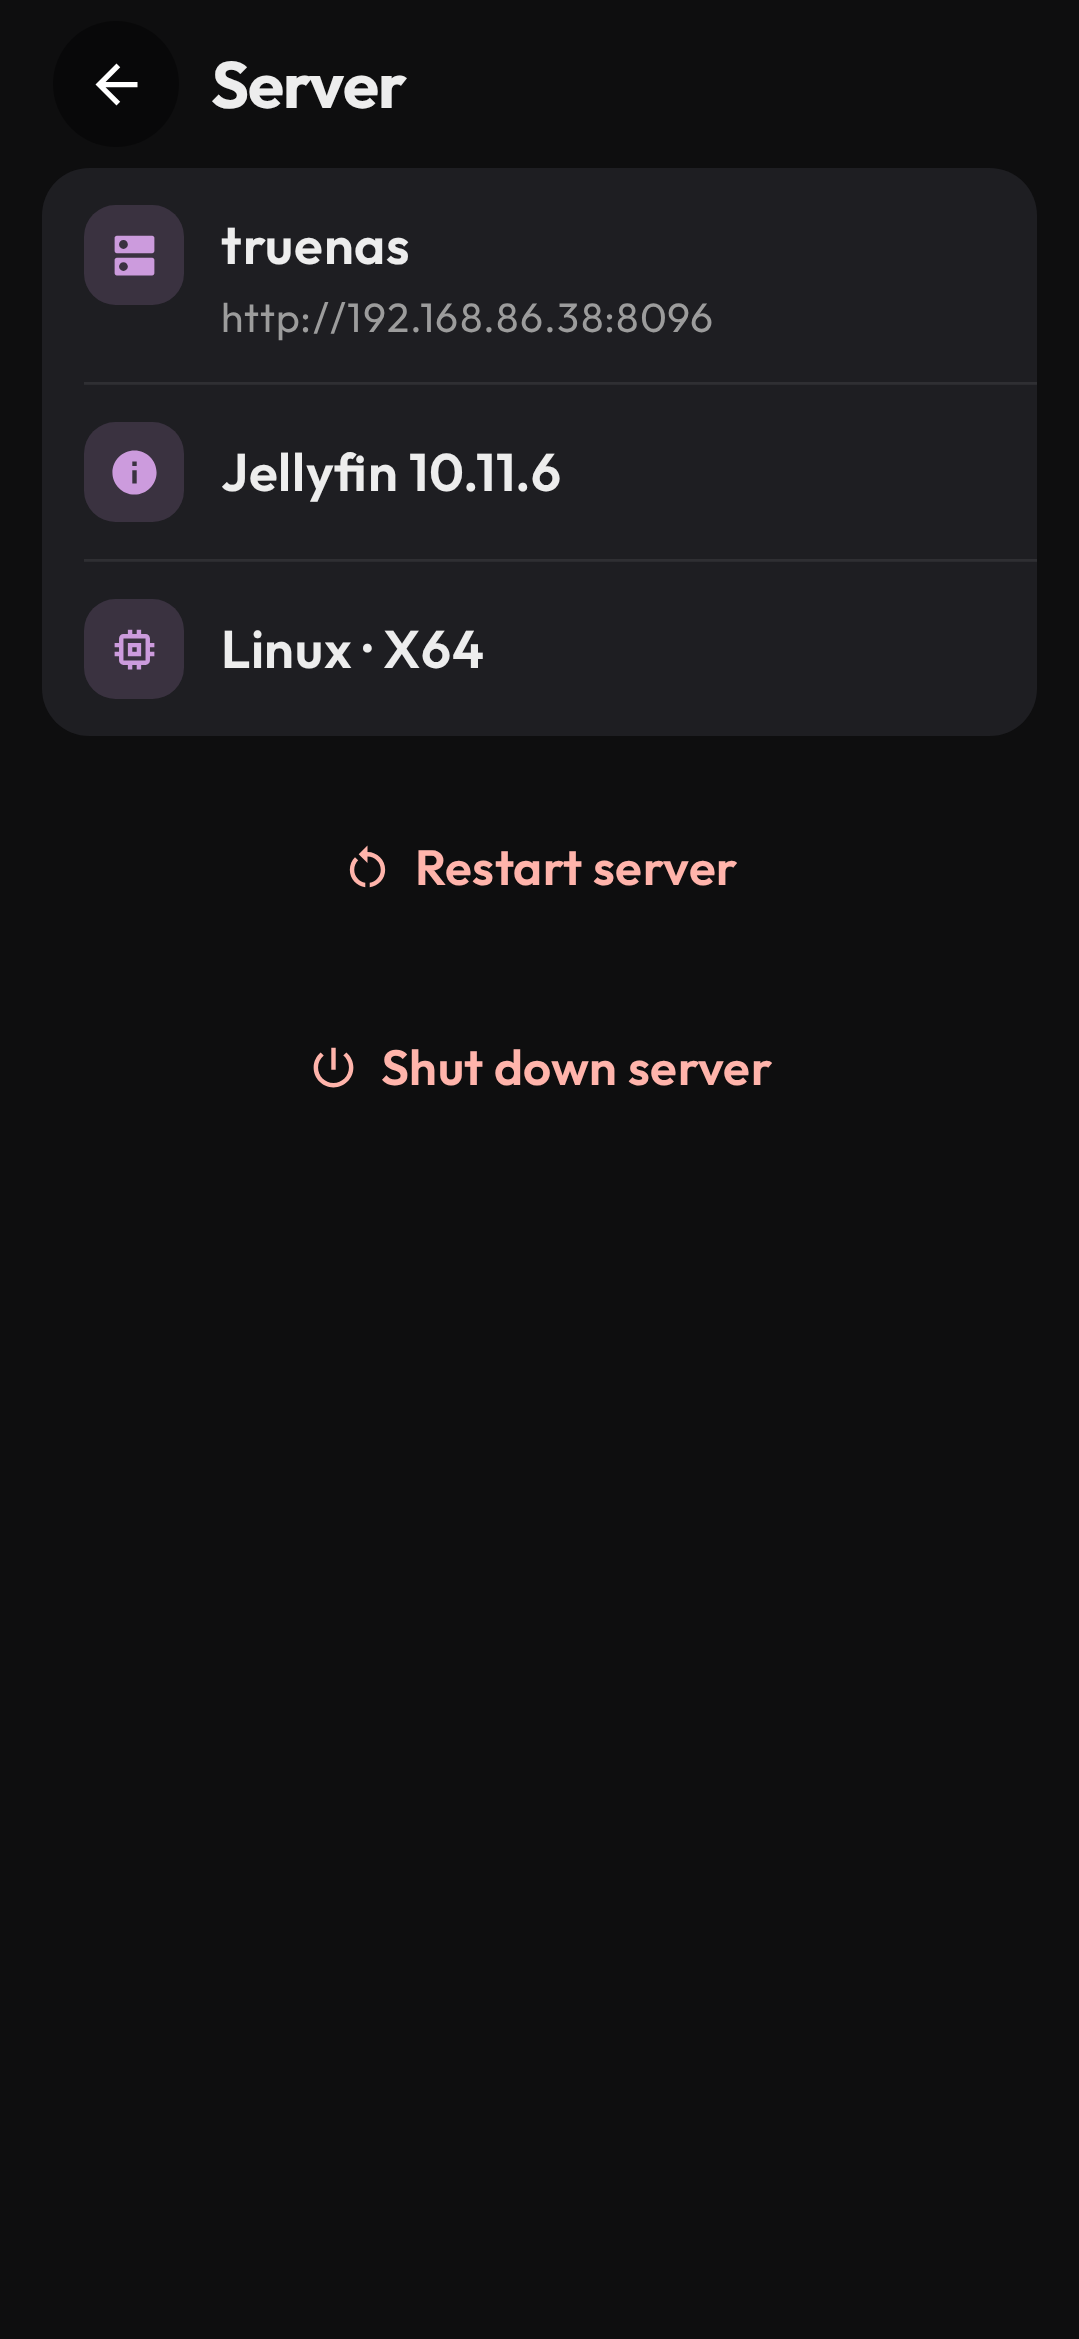 Server
truenas
http://192.168.86.38:8096
Jellyfin 10.11.6
Linux · X64
Restart server
Shut down server